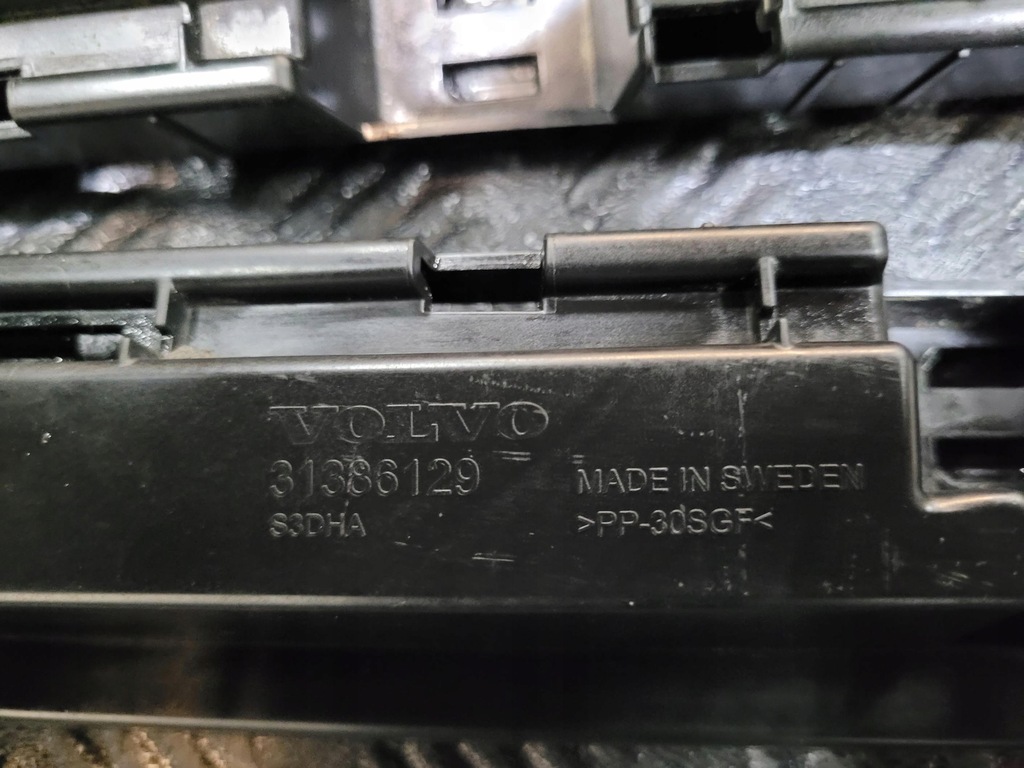 VOLVO
31386129
S3DHA
MADE IN SWEDEN
>PP-30SGF<